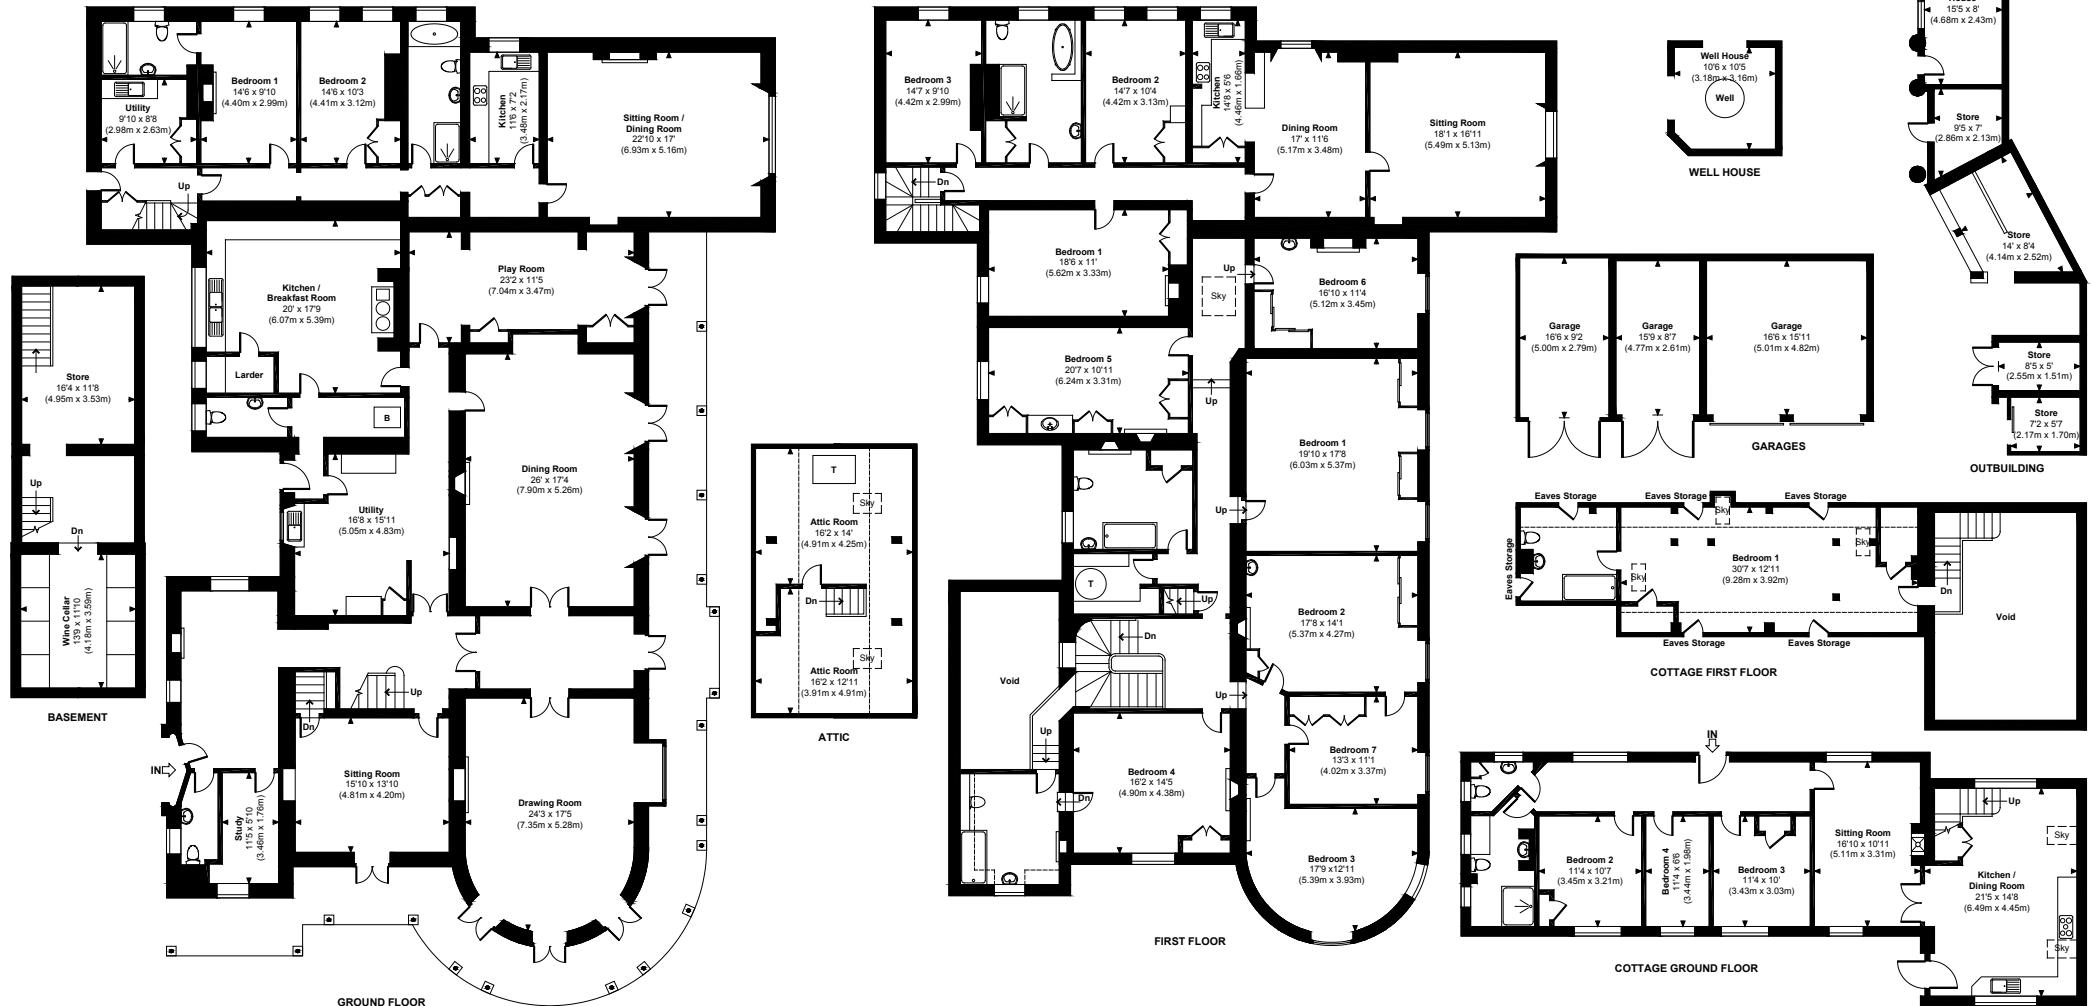 Bedroom 1
14'6 x 9'10
(4.40m x 2.99m)
Bedroom 2
14'6 x 10'3
(4.41m x 3.12m)
Utility
9'10 x 8'8
(2.98m x 2.63m)
Kitchen
11'6 x 7'2
(3.48m x 2.17m)
Sitting Room /
Dining Room
22'10 x 17'
(6.93m x 5.16m)
Up
Kitchen /
Breakfast Room
20' x 17'9
(6.07m x 5.39m)
Play Room
23'2 x 11'5
(7.04m x 3.47m)
Larder
B
Dining Room
26' x 17'4
(7.90m x 5.26m)
Utility
16'8 x 15'11
(5.05m x 4.83m)
Up
Dn
IN
Sitting Room
15'10 x 13'10
(4.81m x 4.20m)
Study
11'5 x 5'10
(3.46m x 1.76m)
Drawing Room
24'3 x 17'5
(7.35m x 5.28m)
GROUND FLOOR
Store
16'4 x 11'8
(4.95m x 3.53m)
Up
Dn
Wine Cellar
13'9 x 11'10
(4.18m x 3.59m)
BASEMENT
T
Sky
Attic Room
16'2 x 14'
(4.91m x 4.25m)
Dn
Sky
Attic Room
16'2 x 12'11
(3.91m x 4.91m)
ATTIC
Bedroom 3
14'7 x 9'10
(4.42m x 2.99m)
Bedroom 2
14'7 x 10'4
(4.42m x 3.13m)
Kitchen
14'8 x 5'6
(4.46m x 1.66m)
Dining Room
17' x 11'6
(5.17m x 3.48m)
Sitting Room
18'1 x 16'11
(5.49m x 5.13m)
Dn
Bedroom 1
18'6 x 11'
(5.62m x 3.33m)
Up
Sky
Bedroom 6
16'10 x 11'4
(5.12m x 3.45m)
Bedroom 5
20'7 x 10'11
(6.24m x 3.31m)
Up
Bedroom 1
19'10 x 17'8
(6.03m x 5.37m)
Up
T
Up
Bedroom 2
17'8 x 14'1
(5.37m x 4.27m)
Dn
Void
Up
Up
Bedroom 7
13'3 x 11'1
(4.02m x 3.37m)
Bedroom 4
16'2 x 14'5
(4.90m x 4.38m)
Dn
Bedroom 3
17'9 x12'11
(5.39m x 3.93m)
FIRST FLOOR
Well House
10'6 x 10'5
(3.18m x 3.16m)
Well
WELL HOUSE
15'5 x 8'
(4.68m x 2.43m)
Store
9'5 x 7'
(2.86m x 2.13m)
Store
14' x 8'4
(4.14m x 2.52m)
Store
8'5 x 5'
(2.55m x 1.51m)
Store
7'2 x 5'7
(2.17m x 1.70m)
OUTBUILDING
Garage
16'6 x 9'2
(5.00m x 2.79m)
Garage
15'9 x 8'7
(4.77m x 2.61m)
Garage
16'6 x 15'11
(5.01m x 4.82m)
GARAGES
Eaves Storage
Eaves Storage
Eaves Storage
Sky
Sky
Eaves Storage
Bedroom 1
30'7 x 12'11
(9.28m x 3.92m)
Sky
Dn
Void
Eaves Storage
Eaves Storage
COTTAGE FIRST FLOOR
IN
Up
Sky
Sitting Room
16'10 x 10'11
(5.11m x 3.31m)
Bedroom 2
11'4 x 10'7
(3.45m x 3.21m)
Bedroom 4
11'4 x 6'6
(3.44m x 1.98m)
Bedroom 3
11'4 x 10'
(3.43m x 3.03m)
Kitchen /
Dining Room
21'5 x 14'8
(6.49m x 4.45m)
Sky
COTTAGE GROUND FLOOR